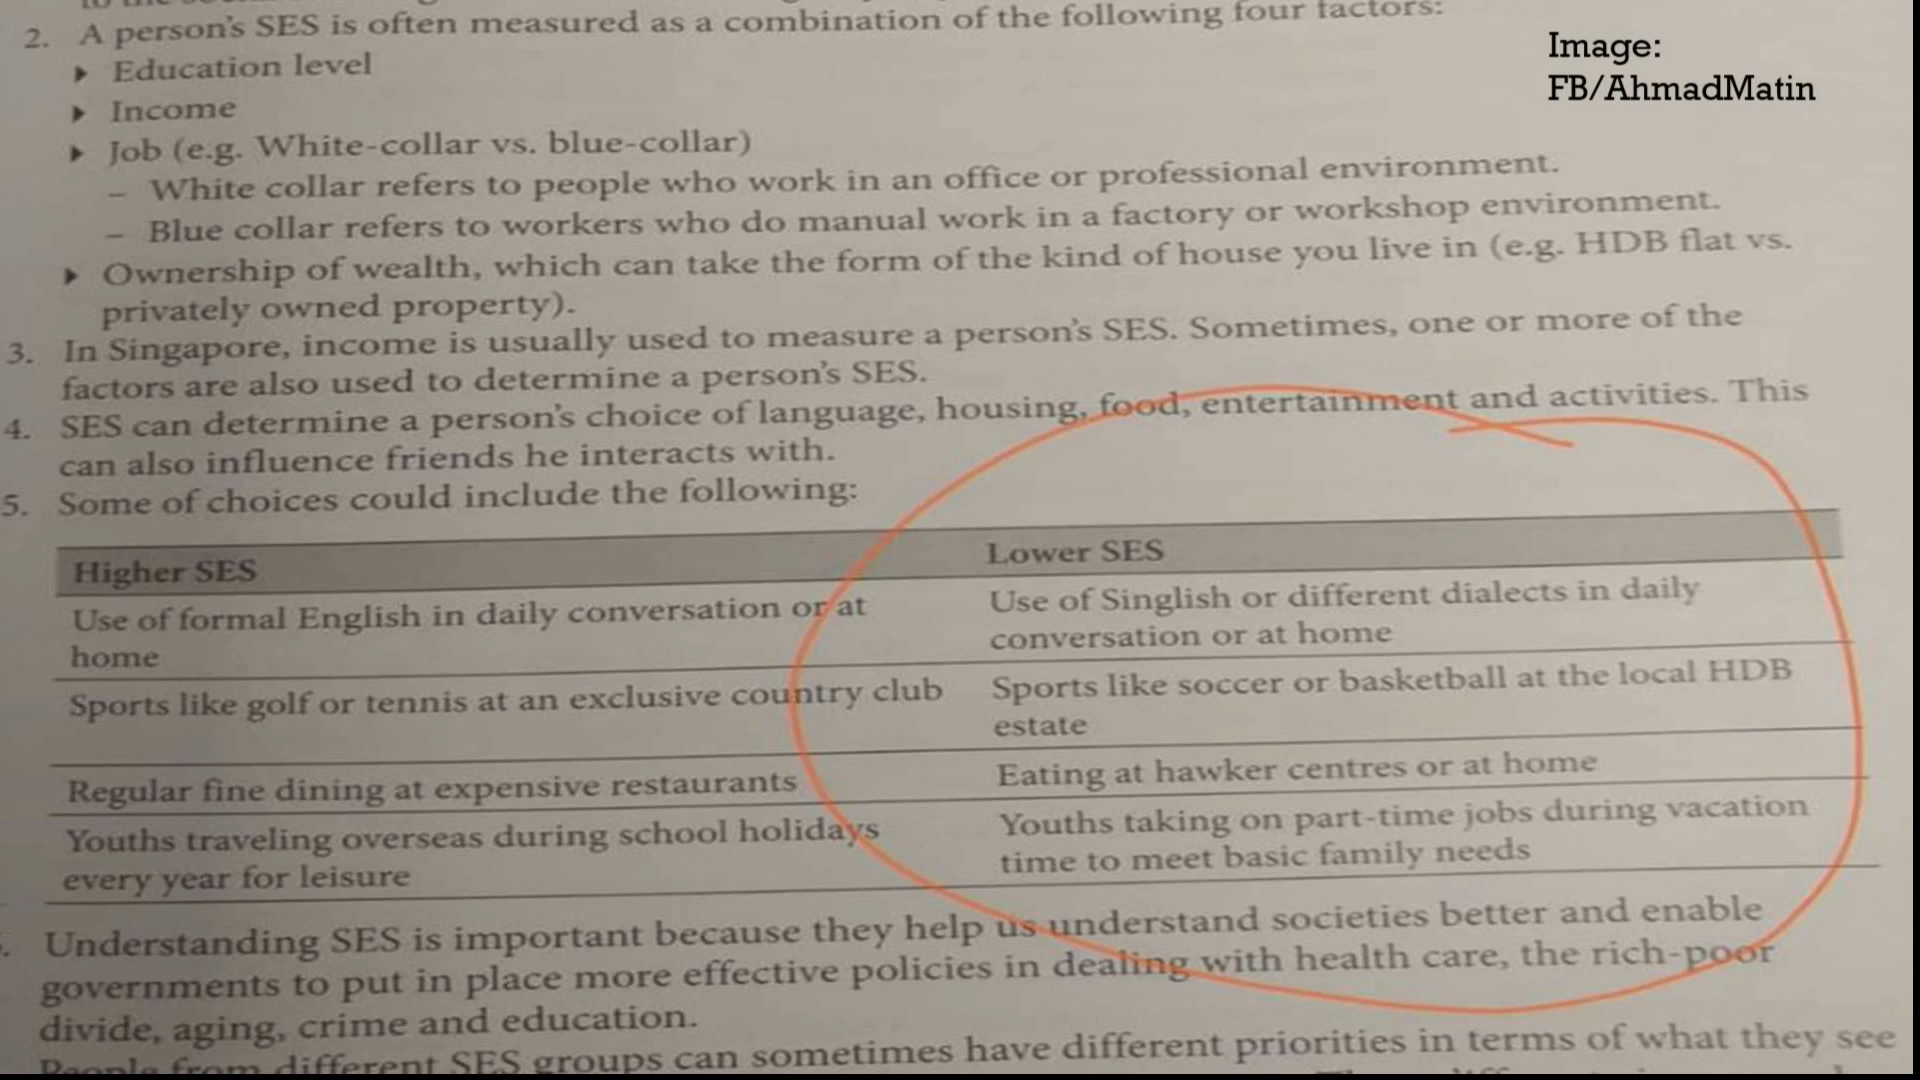 2. A person's SES is often measured as a combination of the following four factors:
Image:
FB/AhmadMatin
▸ Education level
▸ Income
▸ Job (e.g. White-collar vs. blue-collar)
– White collar refers to people who work in an office or professional environment.
– Blue collar refers to workers who do manual work in a factory or workshop environment.
▸ Ownership of wealth, which can take the form of the kind of house you live in (e.g. HDB flat vs.
privately owned property).
3. In Singapore, income is usually used to measure a person's SES. Sometimes, one or more of the
factors are also used to determine a person's SES.
4. SES can determine a person's choice of language, housing, food, entertainment and activities. This
can also influence friends he interacts with.
5. Some of choices could include the following:
Higher SES
Lower SES
Use of formal English in daily conversation or at
home
Use of Singlish or different dialects in daily
conversation or at home
Sports like golf or tennis at an exclusive country club
Sports like soccer or basketball at the local HDB
estate
Regular fine dining at expensive restaurants
Eating at hawker centres or at home
Youths traveling overseas during school holidays
every year for leisure
Youths taking on part-time jobs during vacation
time to meet basic family needs
Understanding SES is important because they help us understand societies better and enable
governments to put in place more effective policies in dealing with health care, the rich-poor
divide, aging, crime and education.
People from different SES groups can sometimes have different priorities in terms of what they see